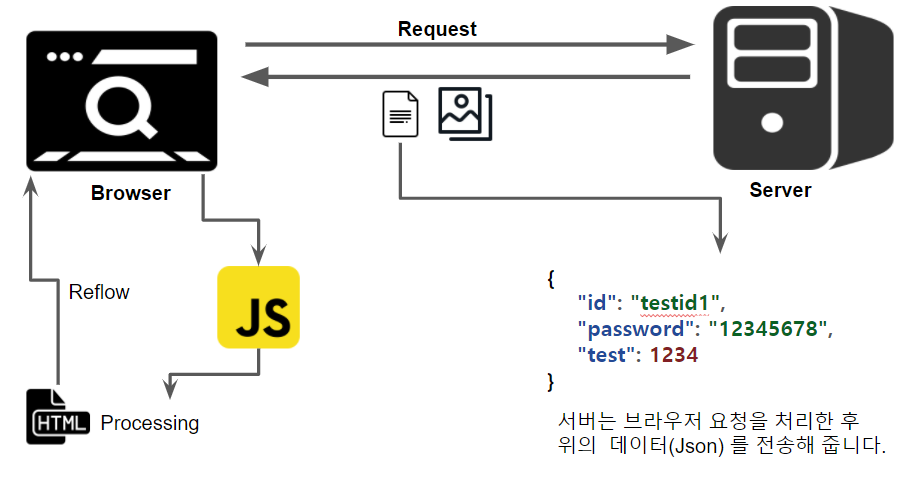 Request
Browser
Server
Reflow
JS
HTML
Processing
{
"id": "testid1",
"password": "12345678",
"test": 1234
}
서버는 브라우저 요청을 처리한 후
위의 데이터(Json) 를 전송해 줍니다.